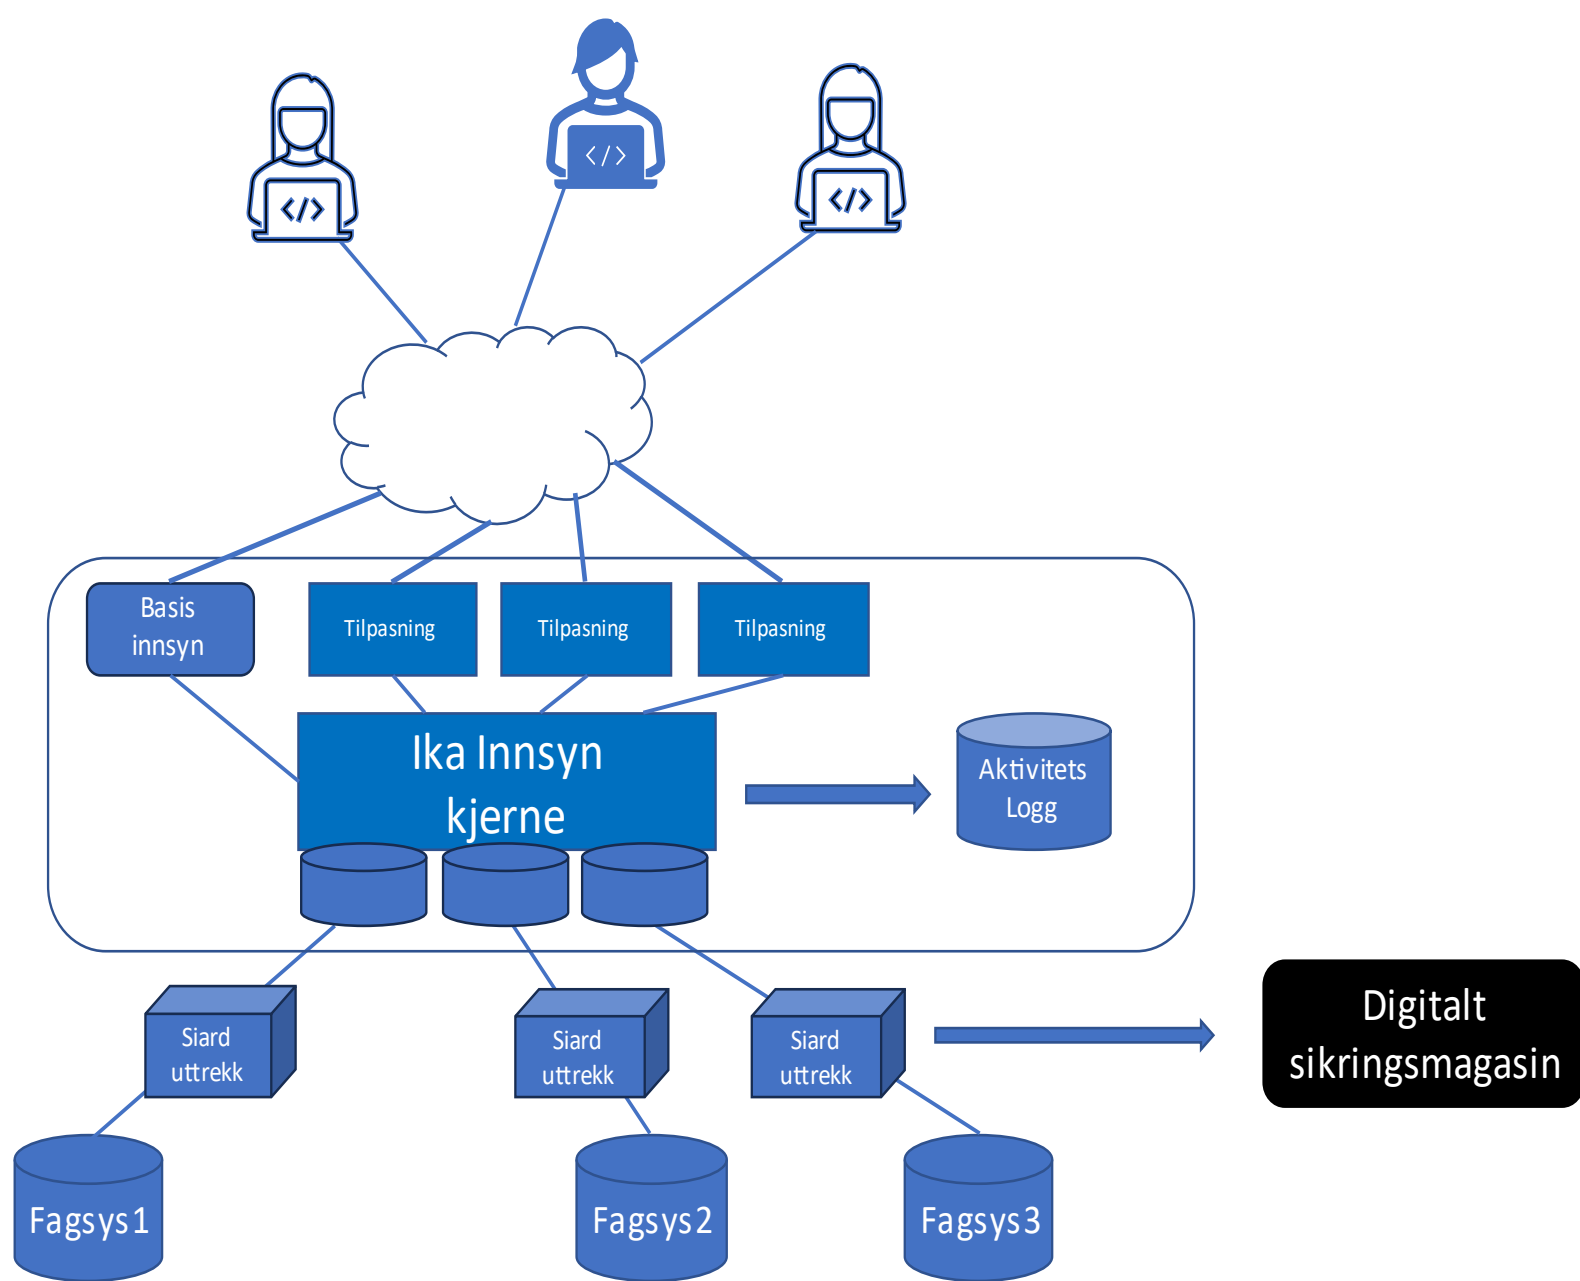 </>
</>
</>
Basis
innsyn
Tilpasning
Tilpasning
Tilpasning
Ika Innsyn
kjerne
Aktivitets
Logg
Siard
uttrekk
Siard
uttrekk
Siard
uttrekk
Digitalt
sikringsmagasin
Fagsys1
Fagsys2
Fagsys3